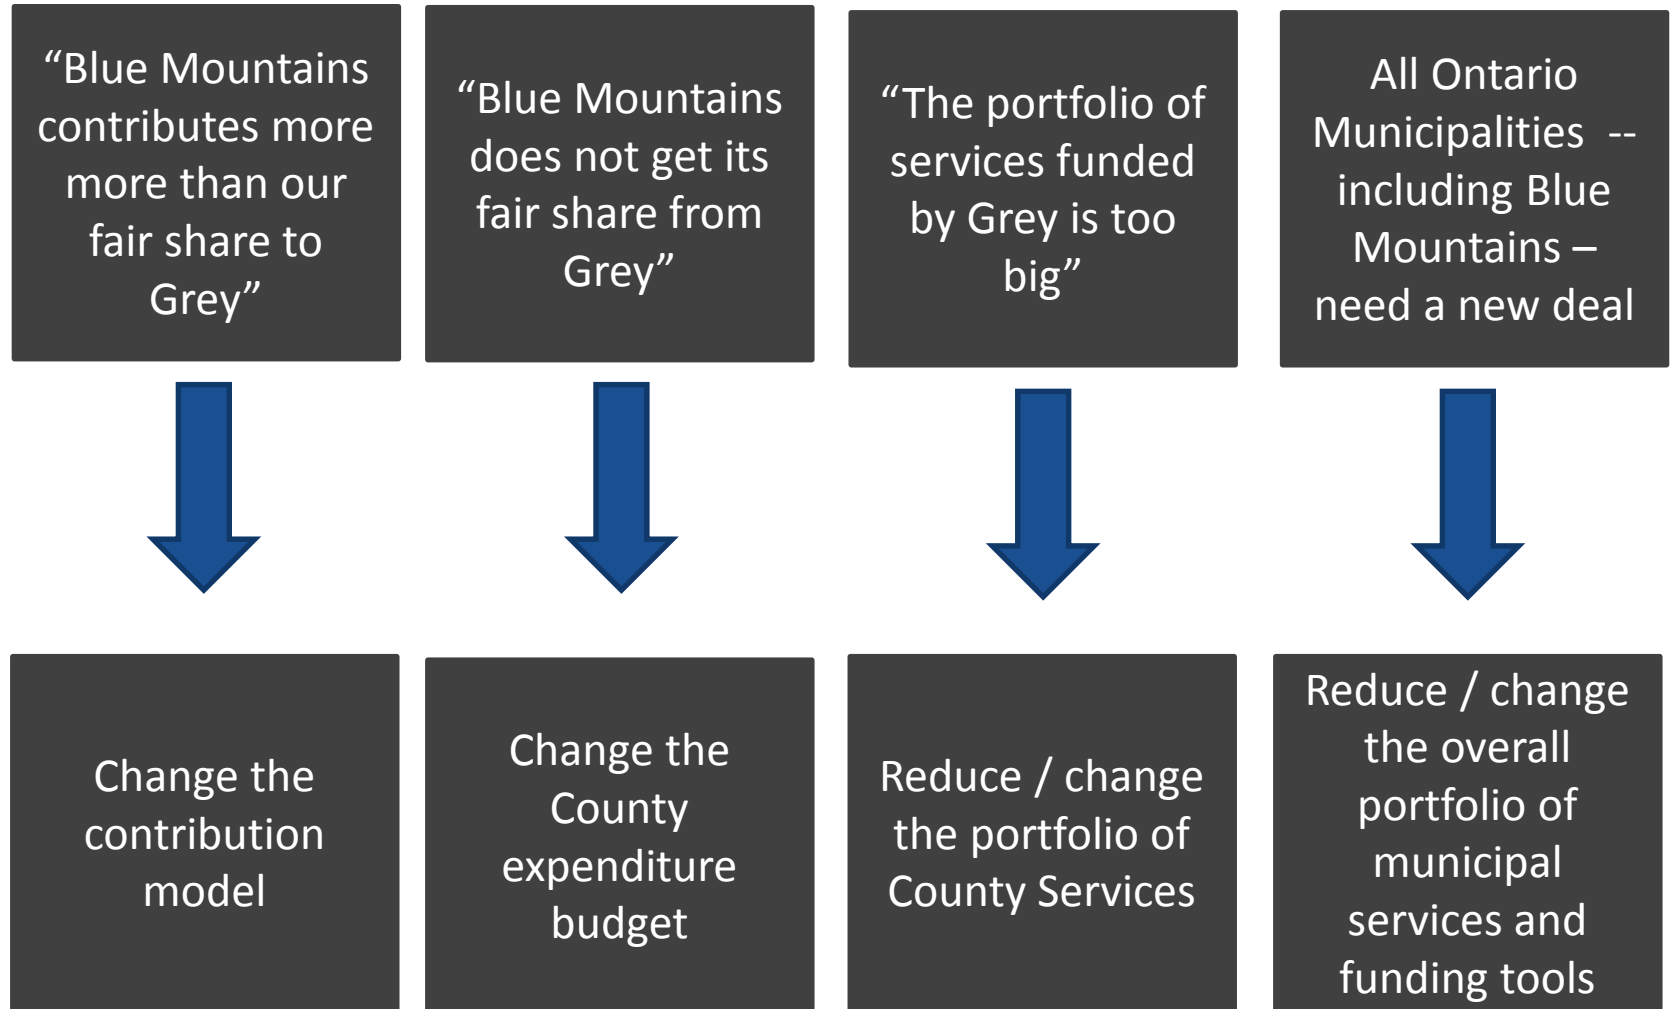 “Blue Mountains
contributes more
more than our
fair share to
Grey”
“Blue Mountains
does not get its
fair share from
Grey”
“The portfolio of
services funded
by Grey is too
big”
All Ontario
Municipalities --
including Blue
Mountains –
need a new deal
Change the
contribution
model
Change the
County
expenditure
budget
Reduce / change
the portfolio of
County Services
Reduce / change
the overall
portfolio of
municipal
services and
funding tools